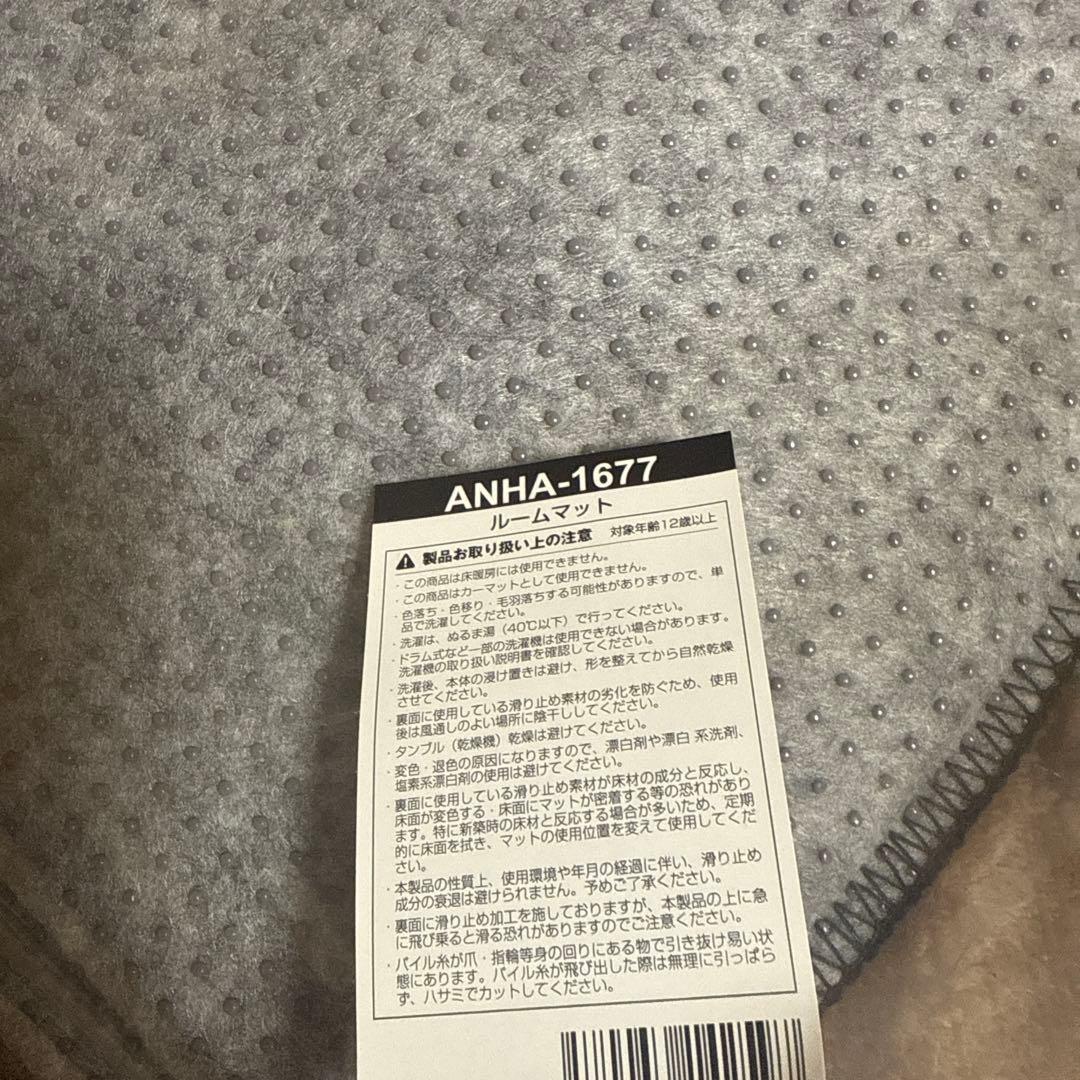 ANHA-1677
ルームマット
製品お取り扱い上の注意 対象年齢12歳以上
・この商品は床暖房には使用できません。
・この商品はカーマットとして使用できません。
・色落ち・色移り・毛羽落ちする可能性がありますので、単
品で洗濯してください。
・洗濯は、ぬるま湯（40℃以下）で行ってください。
・ドラム式など一部の洗濯機は使用できない場合があります。
洗濯機の取り扱い説明書を確認してください。
・洗濯後、本体の浸け置きは避け、形を整えてから自然乾燥
させてください。
・裏面に使用している滑り止め素材の劣化を防ぐため、使用
後は風通しのよい場所に陰干ししてください。
・タンブル（乾燥機）乾燥は避けてください。
・変色・退色の原因になりますので、漂白剤や漂白 系洗剤、
塩素系漂白剤の使用は避けてください。
・裏面に使用している滑り止め素材が床材の成分と反応し、
床面が変色する・床面にマットが密着する等の恐れがあり
ます。特に新築時の床材と反応する場合が多いため、定期
的に床面を拭き、マットの使用位置を変えて使用してくだ
さい。
・本製品の性質上、使用環境や年月の経過に伴い、滑り止め
成分の衰退は避けられません。予めご了承ください。
・裏面に滑り止め加工を施しておりますが、本製品の上に急
に飛び乗ると滑る恐れがありますのでご注意ください。
・パイル糸が爪・指輪等身の回りにある物で引き抜け易い状
態にあります。パイル糸が飛び出した際は無理に引っぱら
ず、ハサミでカットしてください。